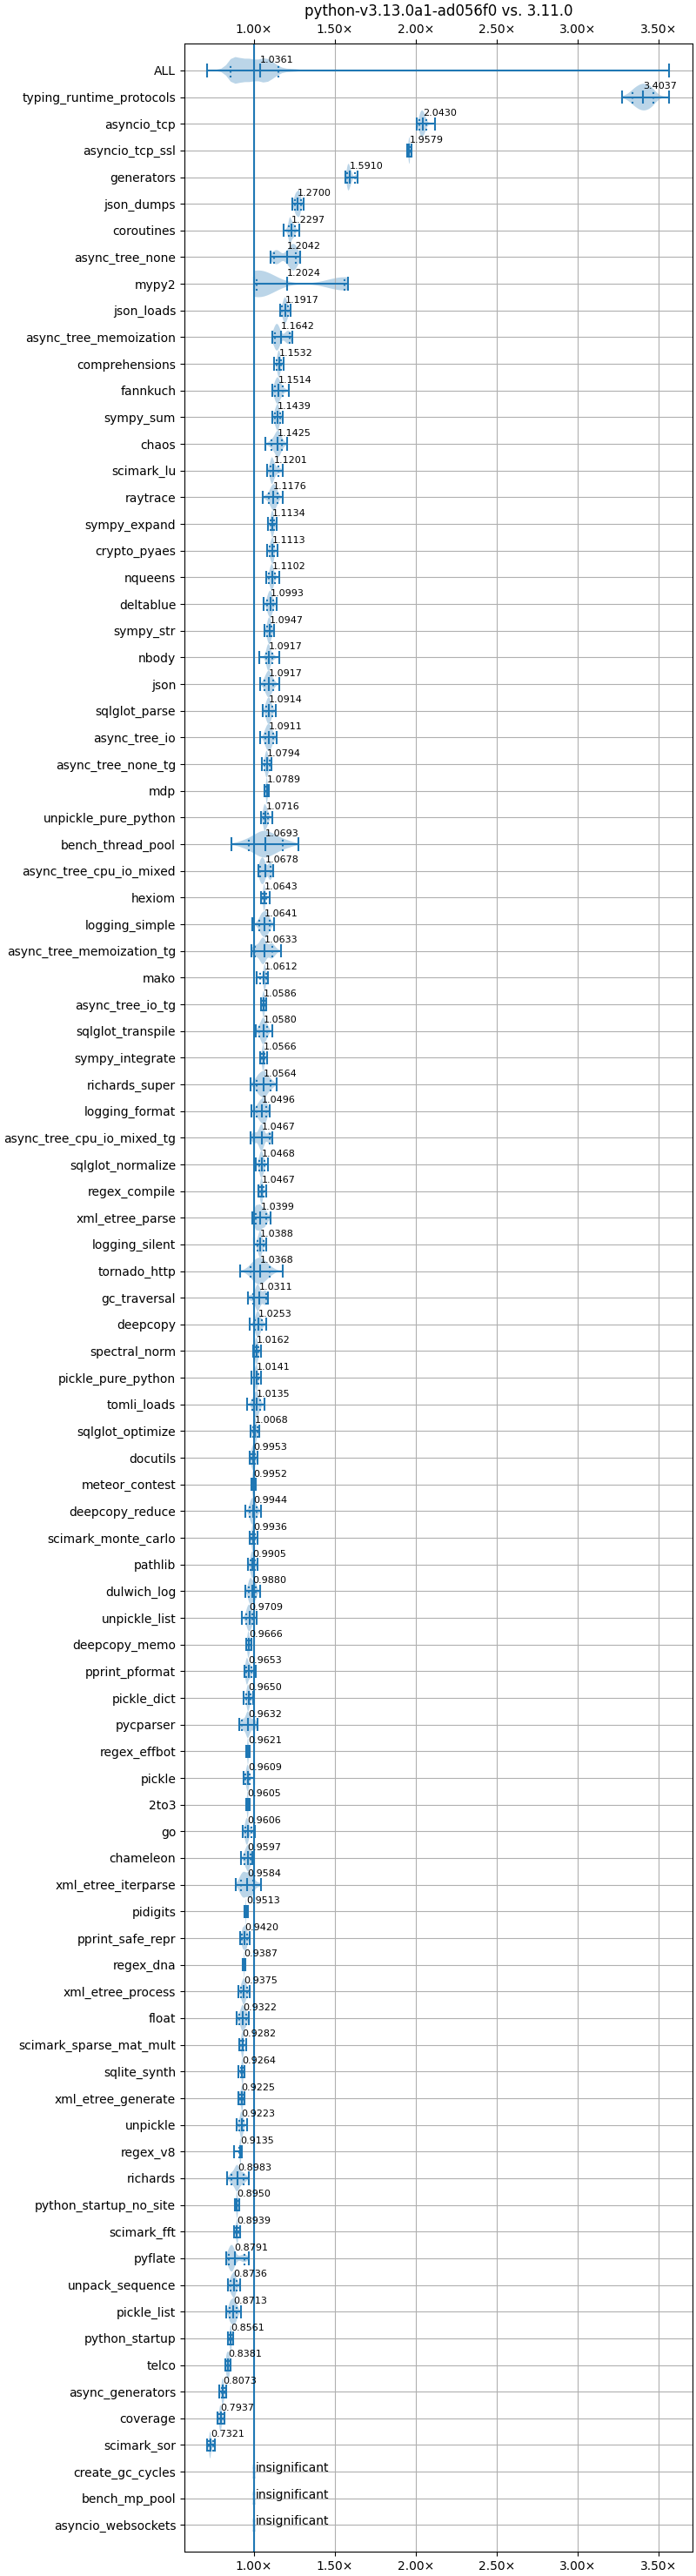 python-v3.13.0a1-ad056f0 vs. 3.11.0
1.00× 1.50× 2.00× 2.50× 3.00× 3.50×
ALL 1.0361
typing_runtime_protocols 3.4037
asyncio_tcp 2.0430
asyncio_tcp_ssl 1.9579
generators 1.5910
json_dumps 1.2700
coroutines 1.2297
async_tree_none 1.2042
mypy2 1.2024
json_loads 1.1917
async_tree_memoization 1.1642
comprehensions 1.1532
fannkuch 1.1514
sympy_sum 1.1439
chaos 1.1425
scimark_lu 1.1201
raytrace 1.1176
sympy_expand 1.1134
crypto_pyaes 1.1113
nqueens 1.1102
deltablue 1.0993
sympy_str 1.0947
nbody 1.0917
json 1.0917
sqlglot_parse 1.0914
async_tree_io 1.0911
async_tree_none_tg 1.0794
mdp 1.0789
unpickle_pure_python 1.0716
bench_thread_pool 1.0693
async_tree_cpu_io_mixed 1.0678
hexiom 1.0643
logging_simple 1.0641
async_tree_memoization_tg 1.0633
mako 1.0612
async_tree_io_tg 1.0586
sqlglot_transpile 1.0580
sympy_integrate 1.0566
richards_super 1.0564
logging_format 1.0496
async_tree_cpu_io_mixed_tg 1.0467
sqlglot_normalize 1.0468
regex_compile 1.0467
xml_etree_parse 1.0399
logging_silent 1.0388
tornado_http 1.0368
gc_traversal 1.0311
deepcopy 1.0253
spectral_norm 1.0162
pickle_pure_python 1.0141
tomli_loads 1.0135
sqlglot_optimize 1.0068
docutils 0.9953
meteor_contest 0.9952
deepcopy_reduce 0.9944
scimark_monte_carlo 0.9936
pathlib 0.9905
dulwich_log 0.9880
unpickle_list 0.9709
deepcopy_memo 0.9666
pprint_pformat 0.9653
pickle_dict 0.9650
pycparser 0.9632
regex_effbot 0.9621
pickle 0.9609
2to3 0.9605
go 0.9606
chameleon 0.9597
xml_etree_iterparse 0.9584
pidigits 0.9513
pprint_safe_repr 0.9420
regex_dna 0.9387
xml_etree_process 0.9375
float 0.9322
scimark_sparse_mat_mult 0.9282
sqlite_synth 0.9264
xml_etree_generate 0.9225
unpickle 0.9223
regex_v8 0.9135
richards 0.8983
python_startup_no_site 0.8950
scimark_fft 0.8939
pyflate 0.8791
unpack_sequence 0.8736
pickle_list 0.8713
python_startup 0.8561
telco 0.8381
async_generators 0.8073
coverage 0.7937
scimark_sor 0.7321
create_gc_cycles insignificant
bench_mp_pool insignificant
asyncio_websockets insignificant
1.00× 1.50× 2.00× 2.50× 3.00× 3.50×